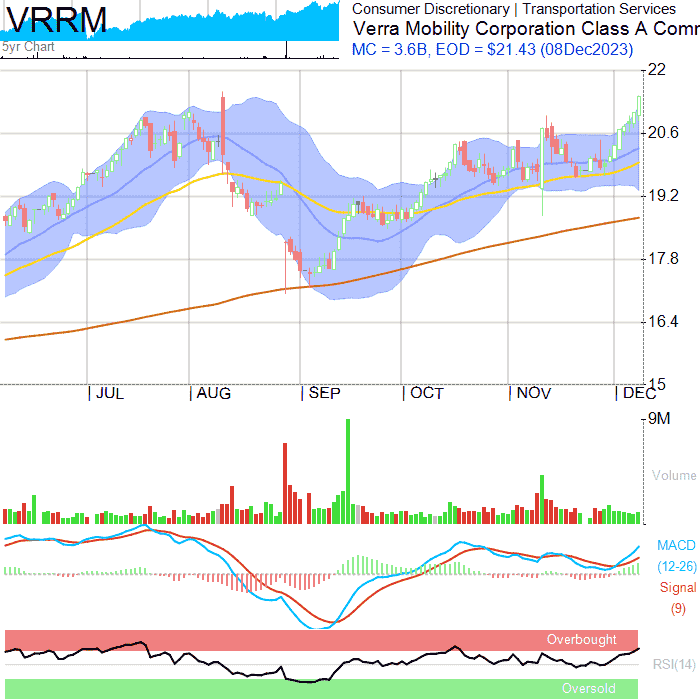 VRRM
5yr Chart
Consumer Discretionary | Transportation Services
Verra Mobility Corporation Class A Comm
MC = 3.6B, EOD = $21.43 (08Dec2023)
22
20.6
19.2
17.8
16.4
15
JUL AUG SEP OCT NOV DEC
9M
Volume
MACD
(12-26)
Signal
(9)
Overbought
RSI(14)
Oversold